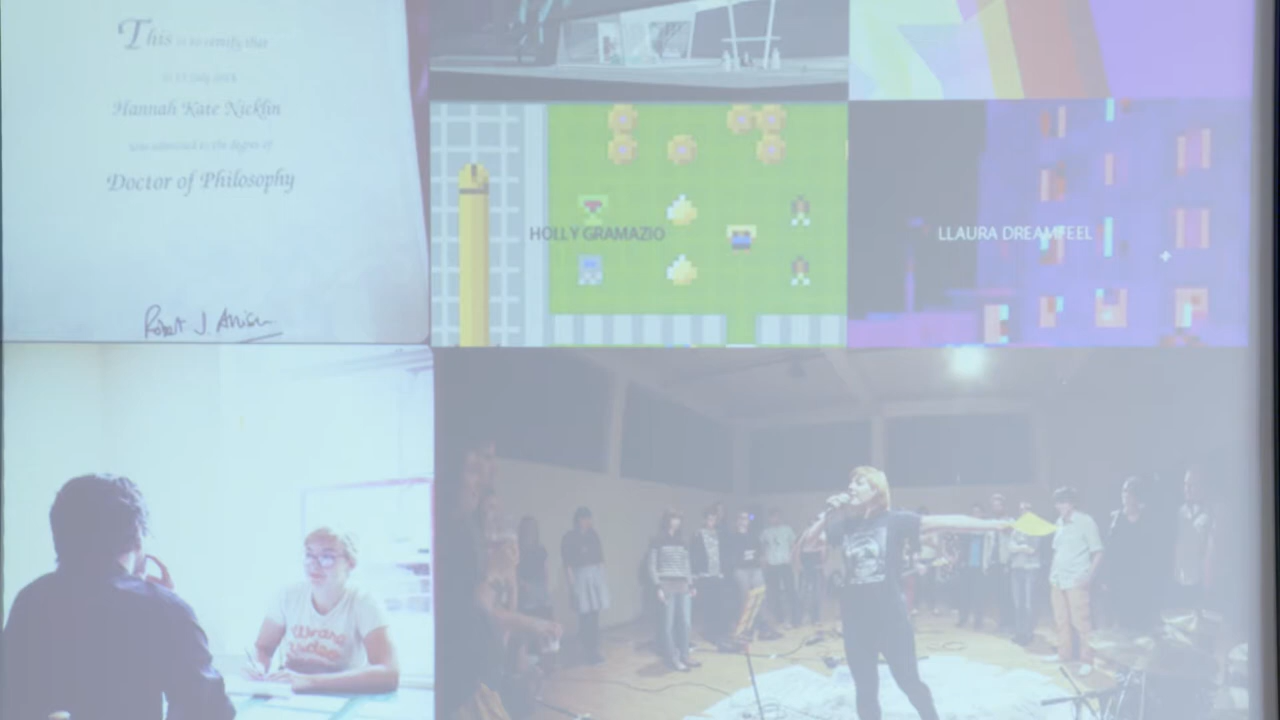 This is to certify that
Hannah Kate Nicklin
was admitted to the degree of
Doctor of Philosophy
HOLLY GRAMAZIO
LLAURA DREAMFEEL